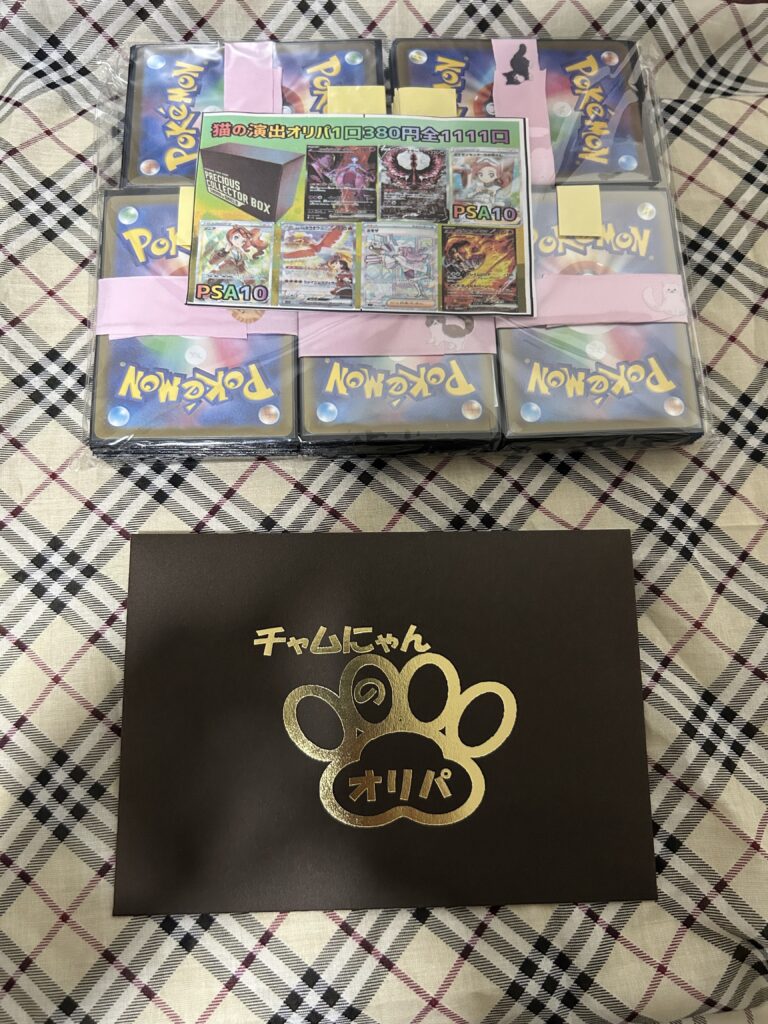 POKÉMON
POKÉMON
POKÉMON
POKÉMON
猫の演出オリパ1口380円全1111口
PRECIOUS
COLLECTOR BOX
PSA10
PSA10
POKÉMON
POKÉMON
POKÉMON
POKÉMON
POKÉMON
チャムにゃん
の
オリパ